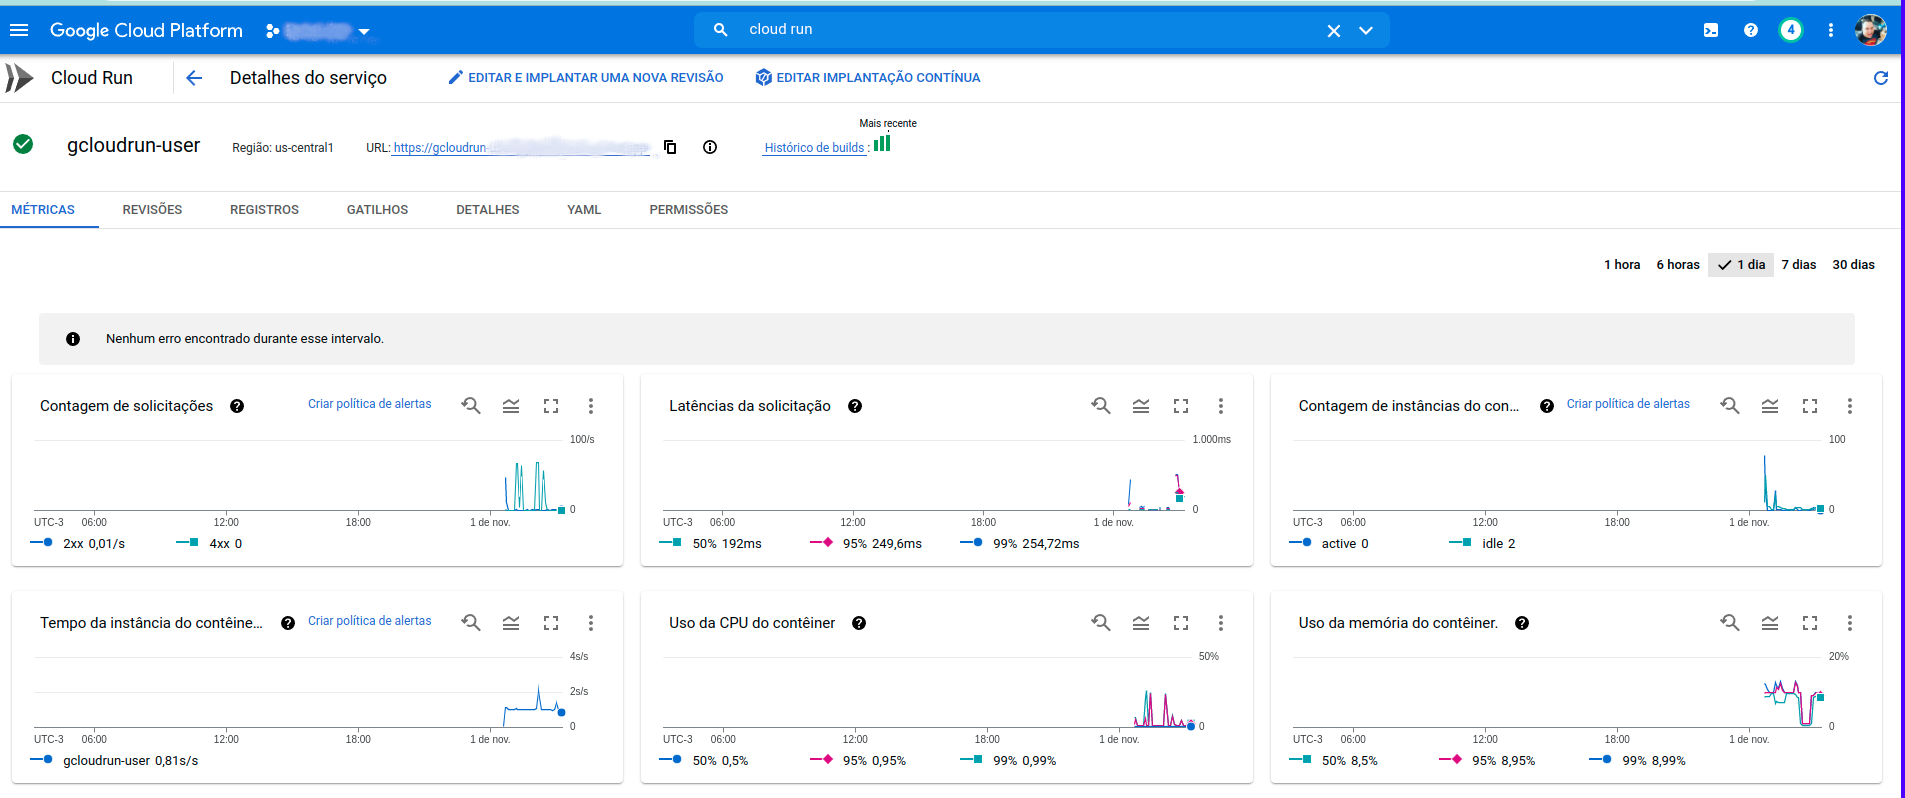 Google Cloud Platform
cloud run
4
Cloud Run
Detalhes do serviço
EDITAR E IMPLANTAR UMA NOVA REVISÃO
EDITAR IMPLANTAÇÃO CONTÍNUA
gcloudrun-user
Região: us-central1
URL: https://gcloudrun-
Histórico de builds :
Mais recente
MÉTRICAS REVISÕES REGISTROS GATILHOS DETALHES YAML PERMISSÕES
1 hora 6 horas 1 dia 7 dias 30 dias
Nenhum erro encontrado durante esse intervalo.
Contagem de solicitações
Criar política de alertas
100/s
0
UTC-3 06:00 12:00 18:00 1 de nov.
2xx 0,01/s 4xx 0
Latências da solicitação
1.000ms
0
UTC-3 06:00 12:00 18:00 1 de nov.
50% 192ms 95% 249,6ms 99% 254,72ms
Contagem de instâncias do con...
Criar política de alertas
100
0
UTC-3 06:00 12:00 18:00 1 de nov.
active 0 idle 2
Tempo da instância do contêine...
Criar política de alertas
4s/s
2s/s
0
UTC-3 06:00 12:00 18:00 1 de nov.
gcloudrun-user 0,81s/s
Uso da CPU do contêiner
50%
0
UTC-3 06:00 12:00 18:00 1 de nov.
50% 0,5% 95% 0,95% 99% 0,99%
Uso da memória do contêiner.
20%
0
UTC-3 06:00 12:00 18:00 1 de nov.
50% 8,5% 95% 8,95% 99% 8,99%